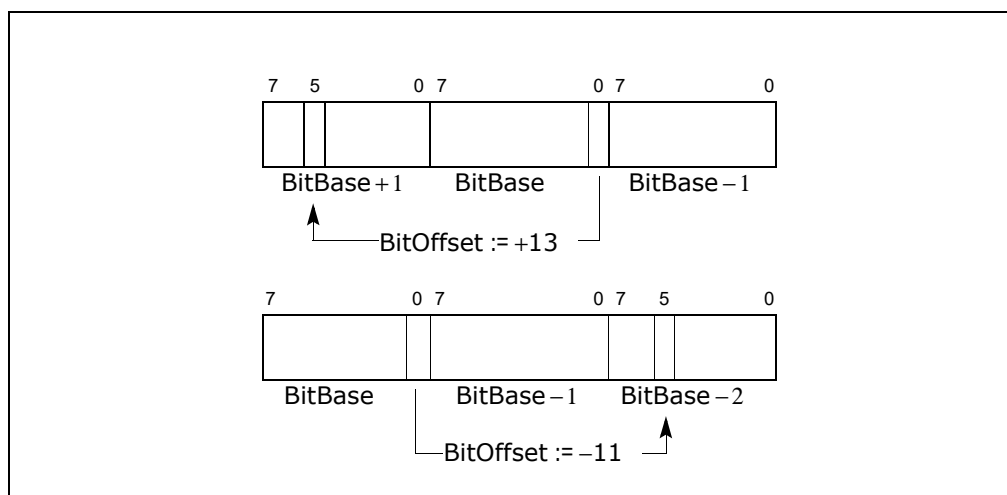 7 5 0 7 0 7 0
BitBase + 1 BitBase BitBase – 1
BitOffset := +13
7 0 7 0 7 5 0
BitBase BitBase – 1 BitBase – 2
BitOffset := –11